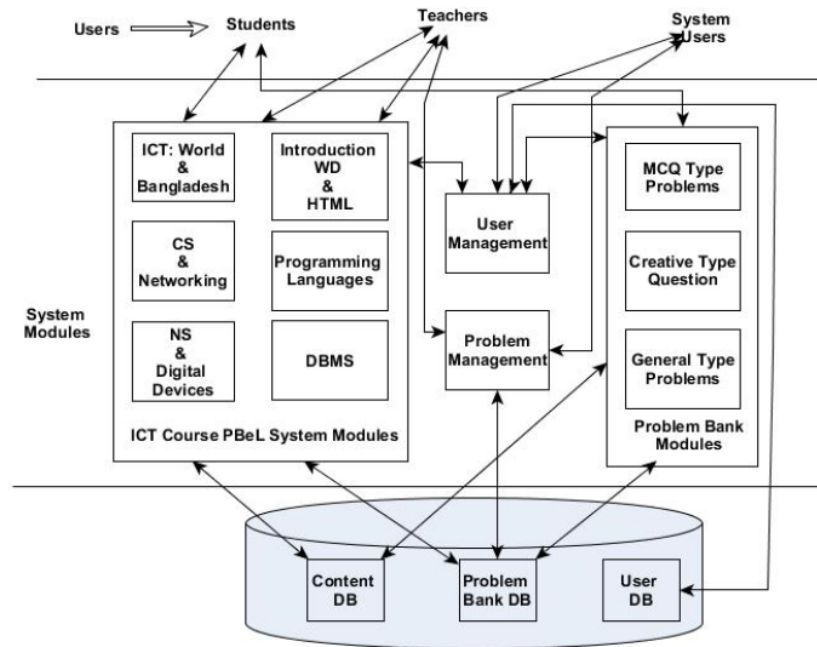 Users
Students
Teachers
System
Users
ICT: World
&
Bangladesh
Introduction
WD
&
HTML
CS
&
Networking
Programming
Languages
NS
&
Digital
Devices
DBMS
ICT Course PBeL System Modules
System
Modules
User
Management
Problem
Management
MCQ Type
Problems
Creative Type
Question
General Type
Problems
Problem Bank
Modules
Content
DB
Problem
Bank DB
User
DB